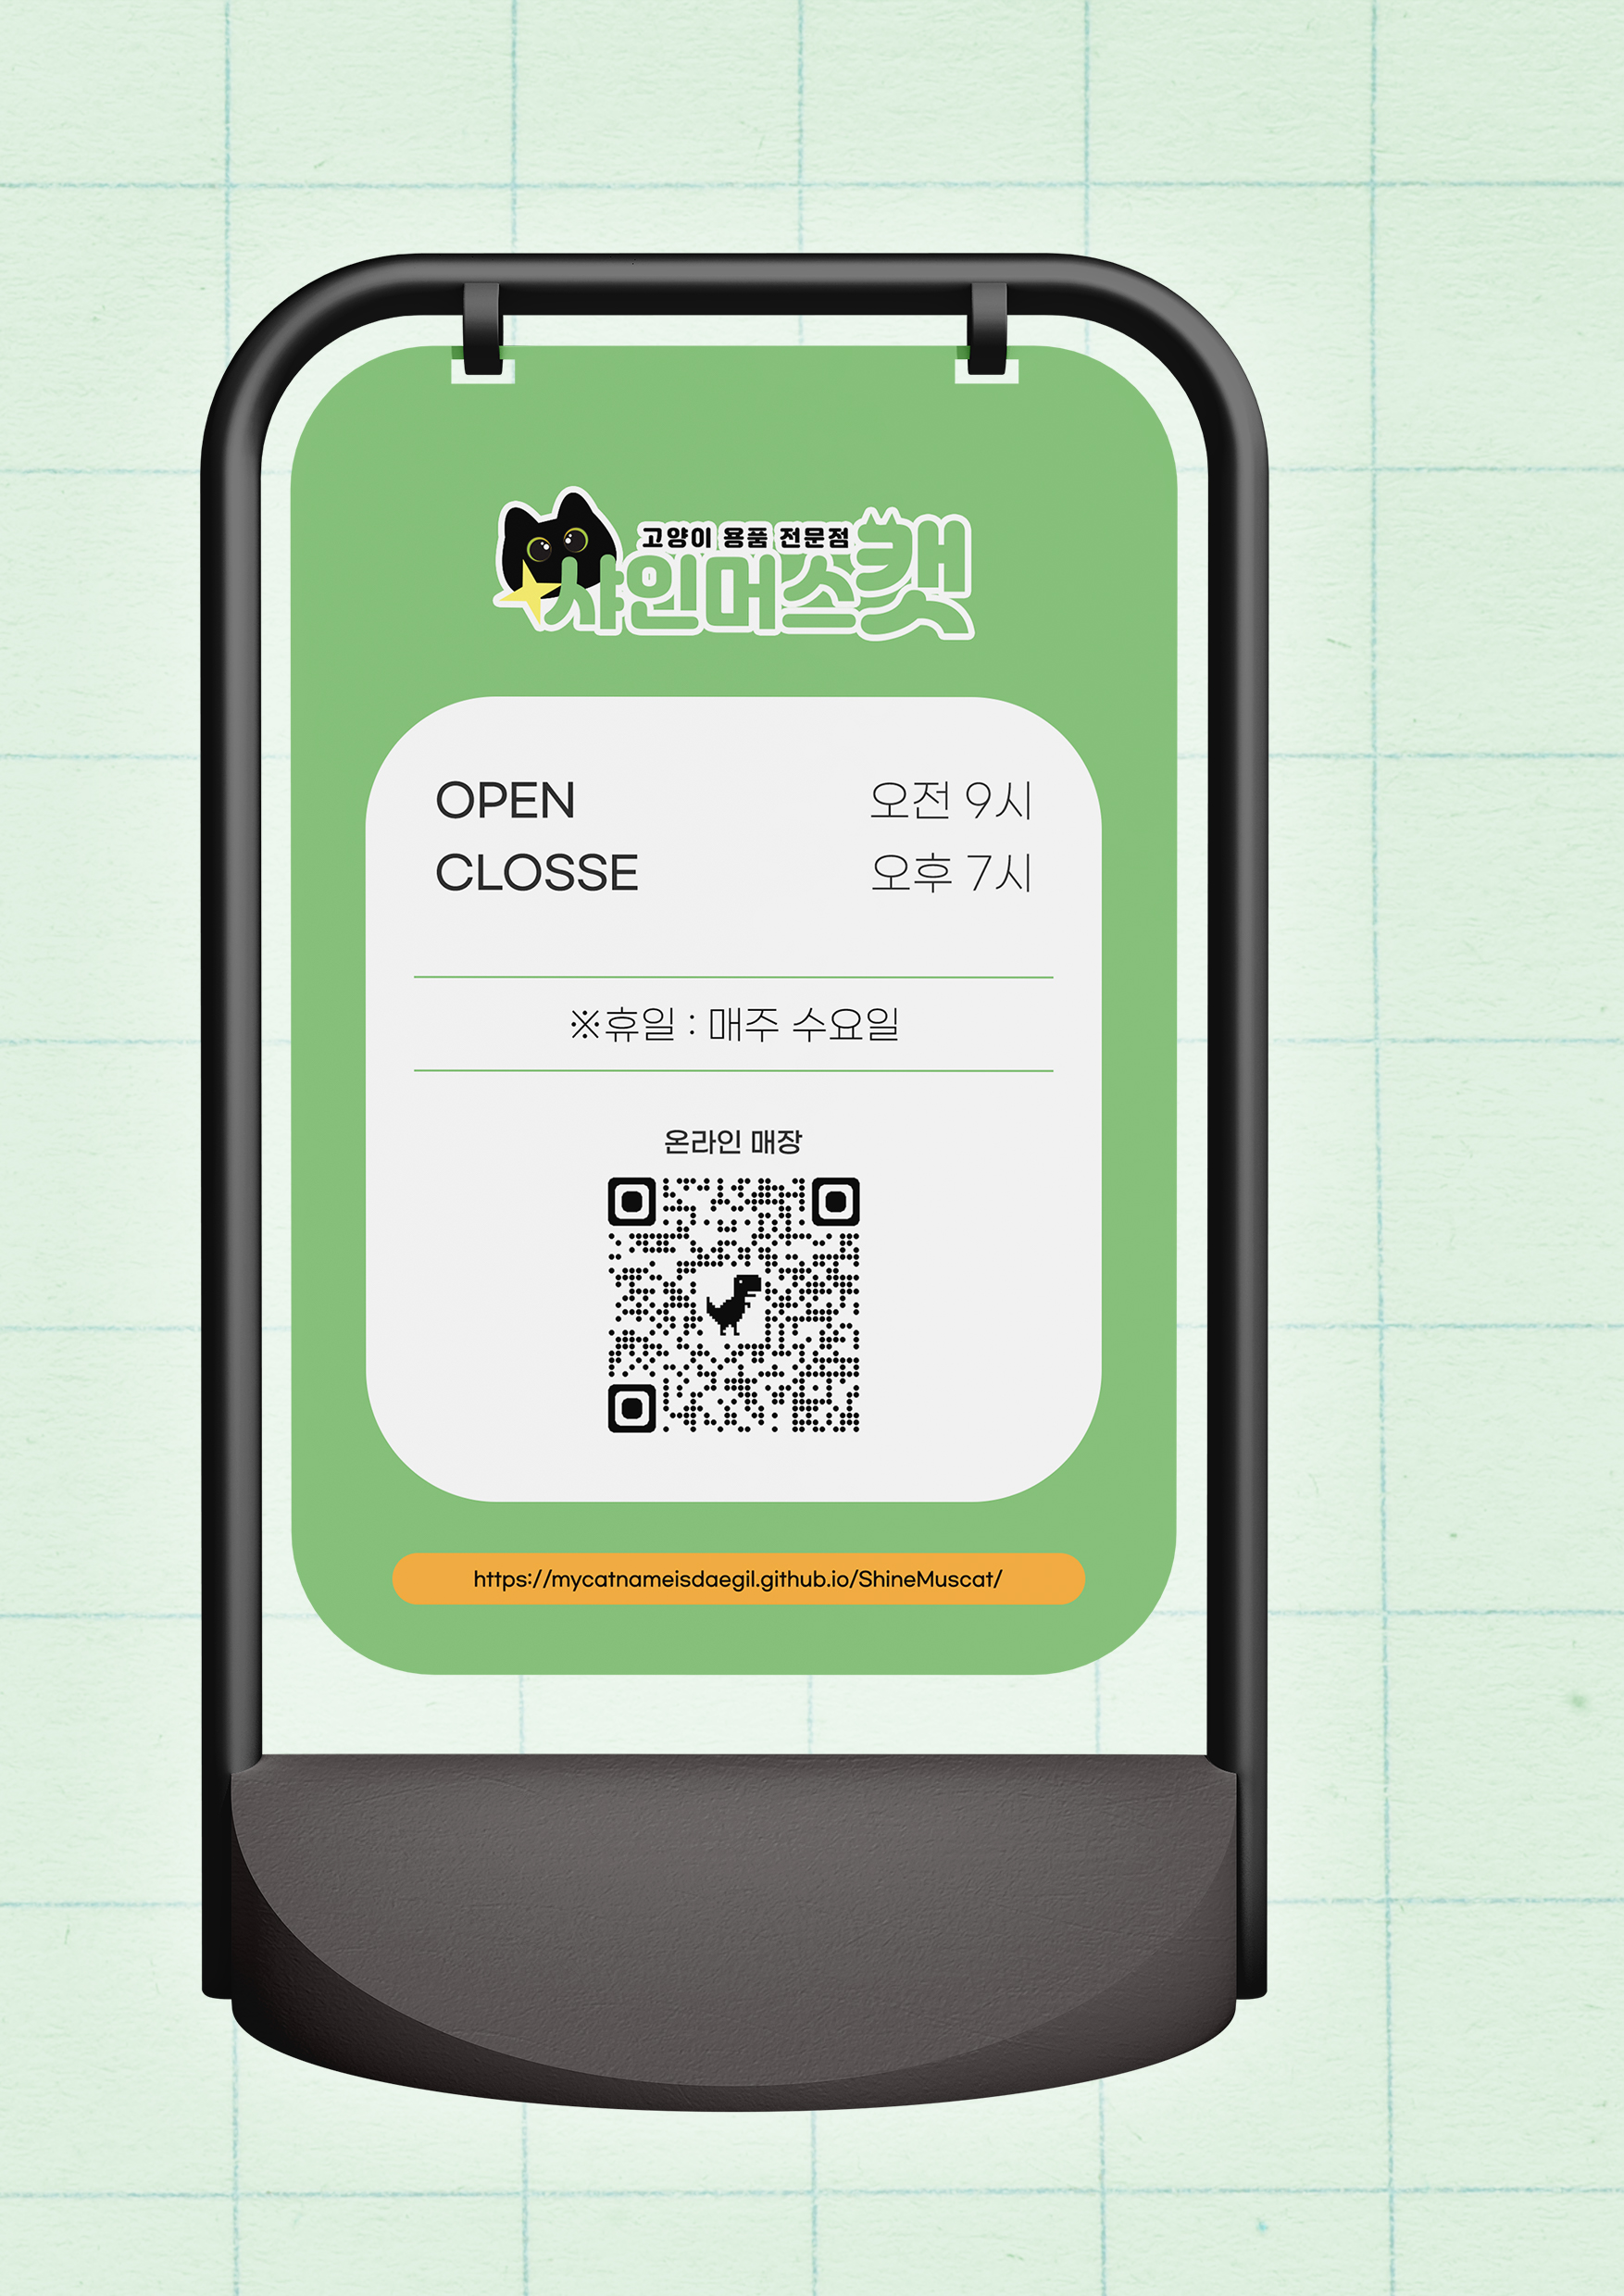 고양이 용품 전문점
샤인머스캣
OPEN 오전 9시
CLOSSE 오후 7시
※휴일 : 매주 수요일
온라인 매장
https://mycatnameisdaegil.github.io/ShineMuscat/